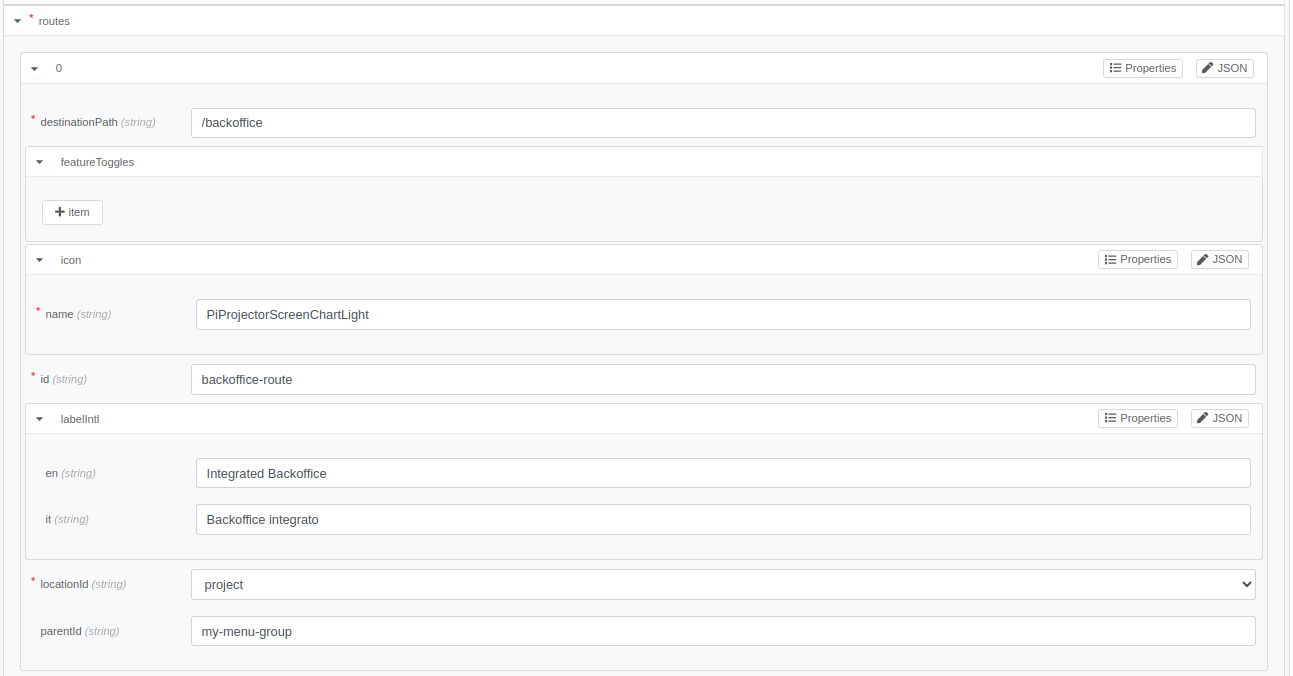 * routes
0 Properties JSON
* destinationPath (string) /backoffice
featureToggles
+ item
icon Properties JSON
* name (string) PiProjectorScreenChartLight
* id (string) backoffice-route
labelIntl Properties JSON
en (string) Integrated Backoffice
it (string) Backoffice integrato
* locationId (string) project
parentId (string) my-menu-group